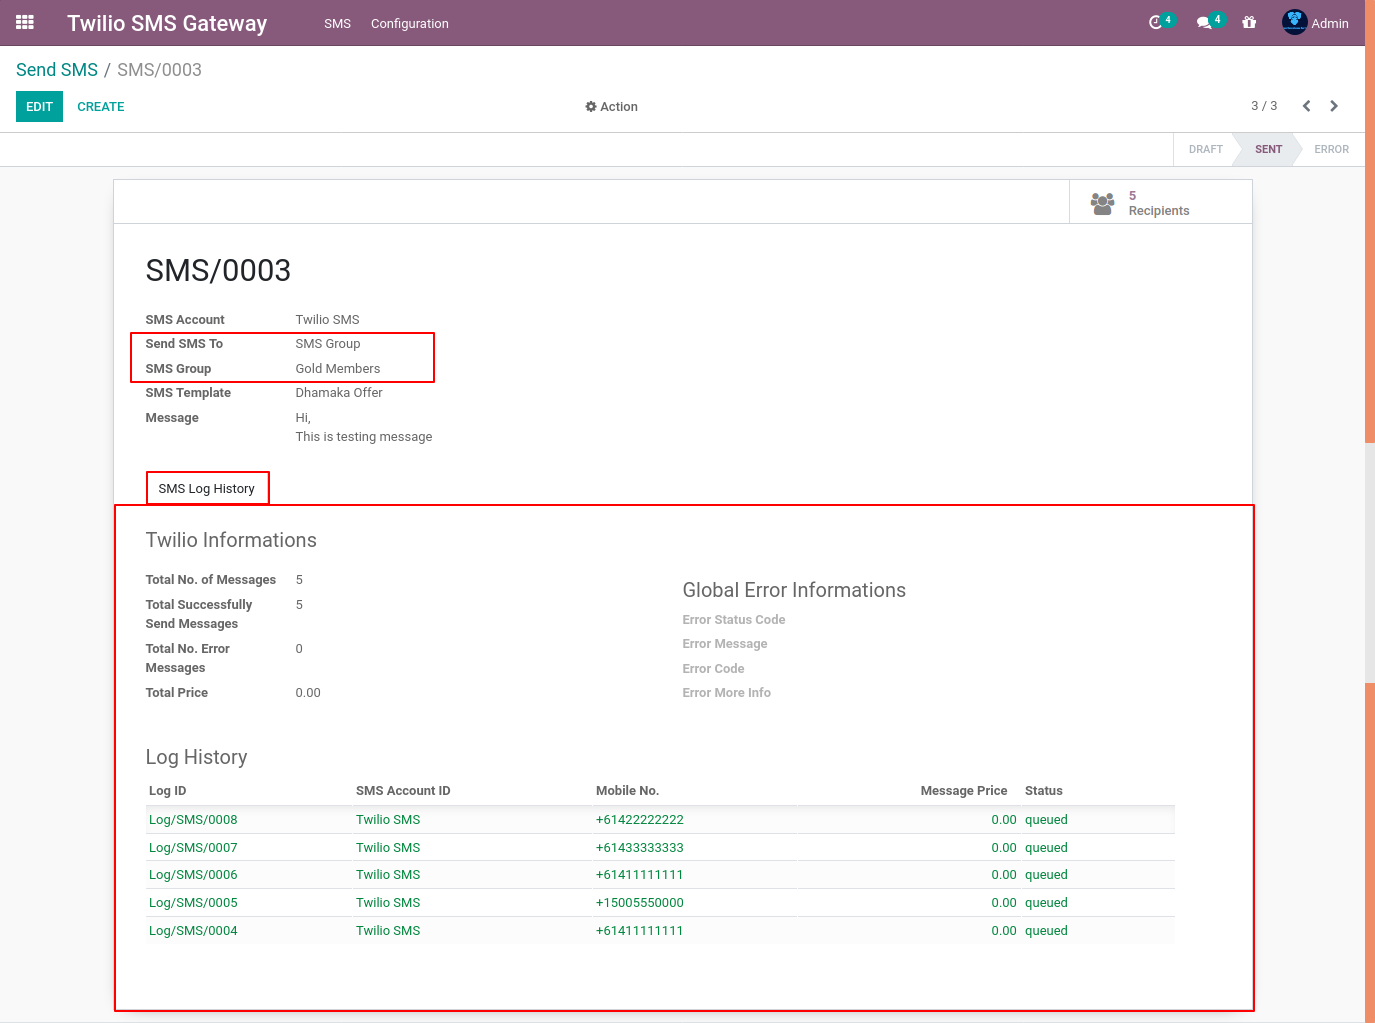 Twilio SMS Gateway SMS Configuration 4 4 Admin
Send SMS / SMS/0003
EDIT CREATE Action 3 / 3
DRAFT SENT ERROR
5
Recipients
SMS/0003
SMS Account Twilio SMS
Send SMS To SMS Group
SMS Group Gold Members
SMS Template Dhamaka Offer
Message Hi,
This is testing message
SMS Log History
Twilio Informations
Total No. of Messages 5
Total Successfully 5
Send Messages
Total No. Error 0
Messages
Total Price 0.00
Global Error Informations
Error Status Code
Error Message
Error Code
Error More Info
Log History
Log ID SMS Account ID Mobile No. Message Price Status
Log/SMS/0008 Twilio SMS +61422222222 0.00 queued
Log/SMS/0007 Twilio SMS +61433333333 0.00 queued
Log/SMS/0006 Twilio SMS +61411111111 0.00 queued
Log/SMS/0005 Twilio SMS +15005550000 0.00 queued
Log/SMS/0004 Twilio SMS +61411111111 0.00 queued